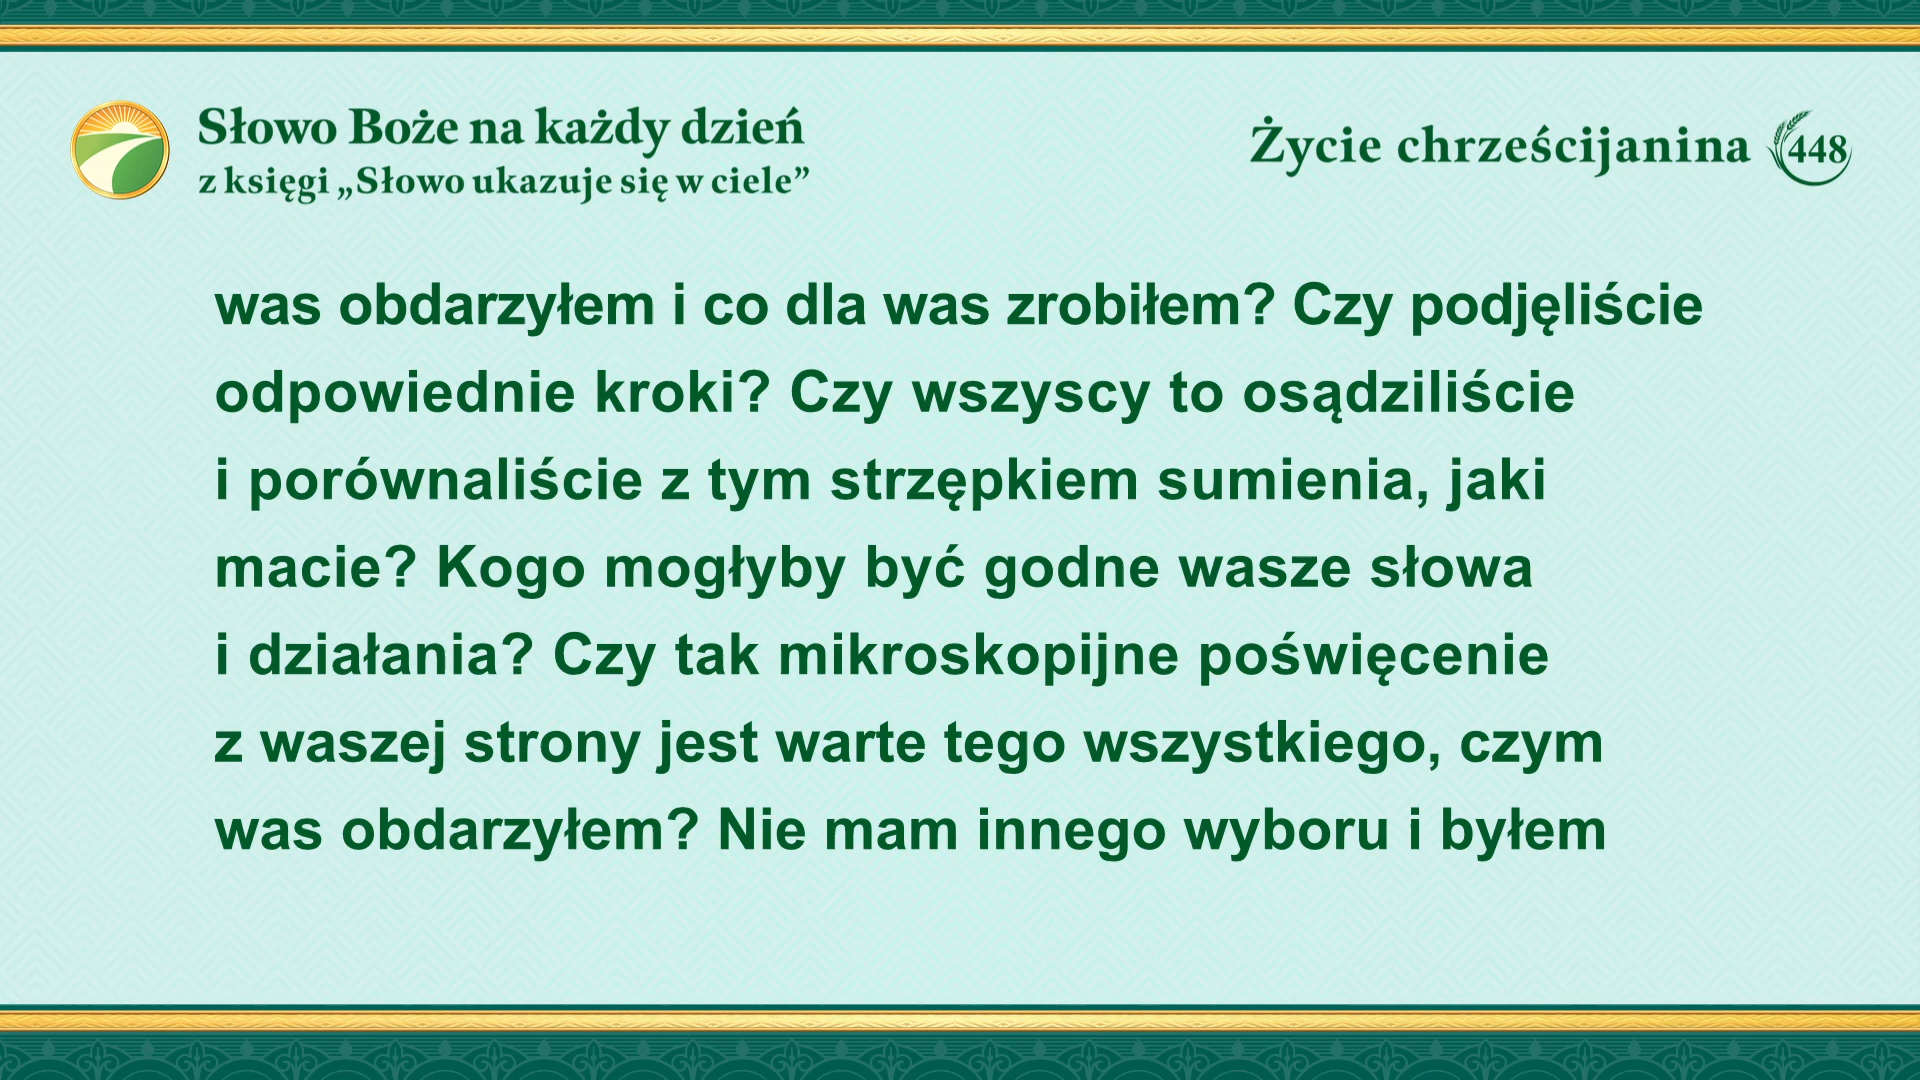 Słowo Boże na każdy dzień
z księgi „Słowo ukazuje się w ciele”
Życie chrześcijanina 448
was obdarzyłem i co dla was zrobiłem? Czy podjęliście
odpowiednie kroki? Czy wszyscy to osądziliście
i porównaliście z tym strzępkiem sumienia, jaki
macie? Kogo mogłyby być godne wasze słowa
i działania? Czy tak mikroskopijne poświęcenie
z waszej strony jest warte tego wszystkiego, czym
was obdarzyłem? Nie mam innego wyboru i byłem